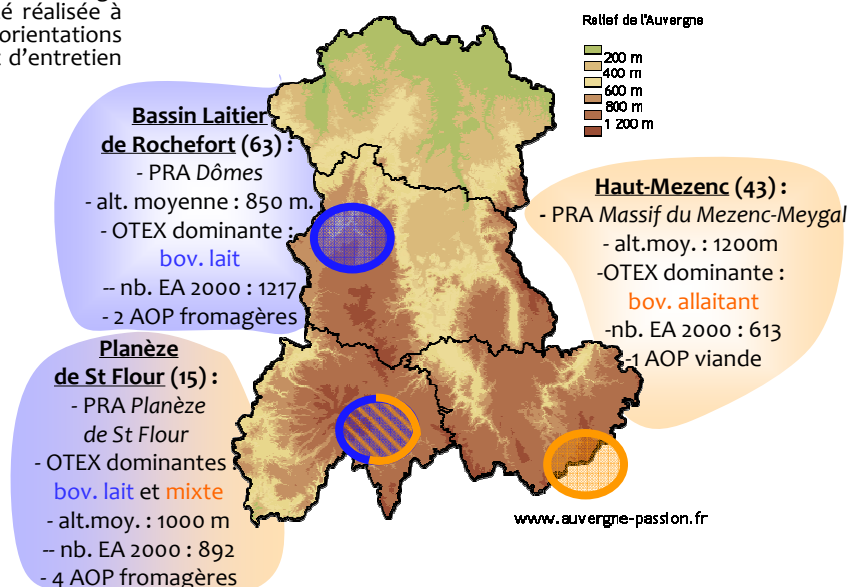 é réalisée à
orientations
d'entretien
Relief de l'Auvergne
200 m
400 m
600 m
800 m
1 200 m
Bassin Laitier
de Rochefort (63) :
- PRA Dômes
- alt. moyenne : 850 m.
- OTEX dominante :
bov. lait
-- nb. EA 2000 : 1217
- 2 AOP fromagères
Haut-Mezenc (43) :
- PRA Massif du Mezenc-Meygal
- alt.moy. : 1200m
-OTEX dominante :
bov. allaitant
-nb. EA 2000 : 613
-1 AOP viande
Planèze
de St Flour (15) :
- PRA Planèze
de St Flour
- OTEX dominantes :
bov. lait et mixte
- alt.moy. : 1000 m
-- nb. EA 2000 : 892
- 4 AOP fromagères
www.auvergne-passion.fr